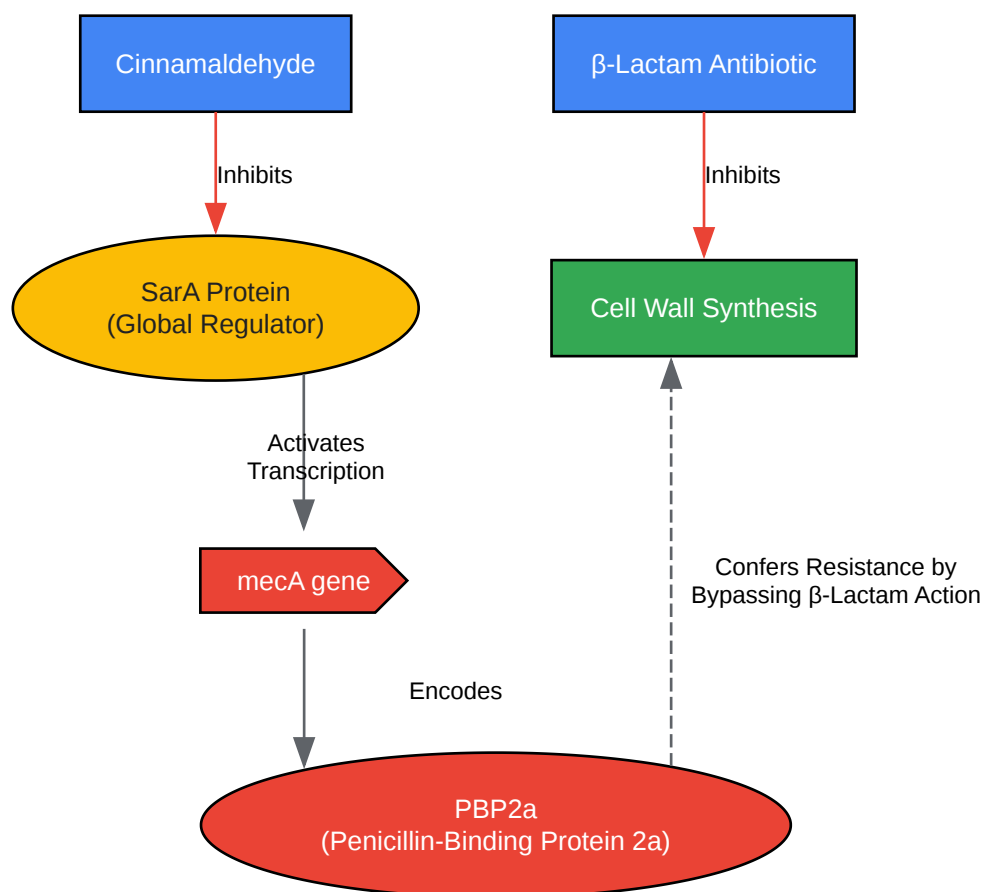 Cinnamaldehyde
β-Lactam Antibiotic
Inhibits
Inhibits
SarA Protein
(Global Regulator)
Cell Wall Synthesis
Activates
Transcription
mecA gene
Confers Resistance by
Bypassing β-Lactam Action
Encodes
PBP2a
(Penicillin-Binding Protein 2a)